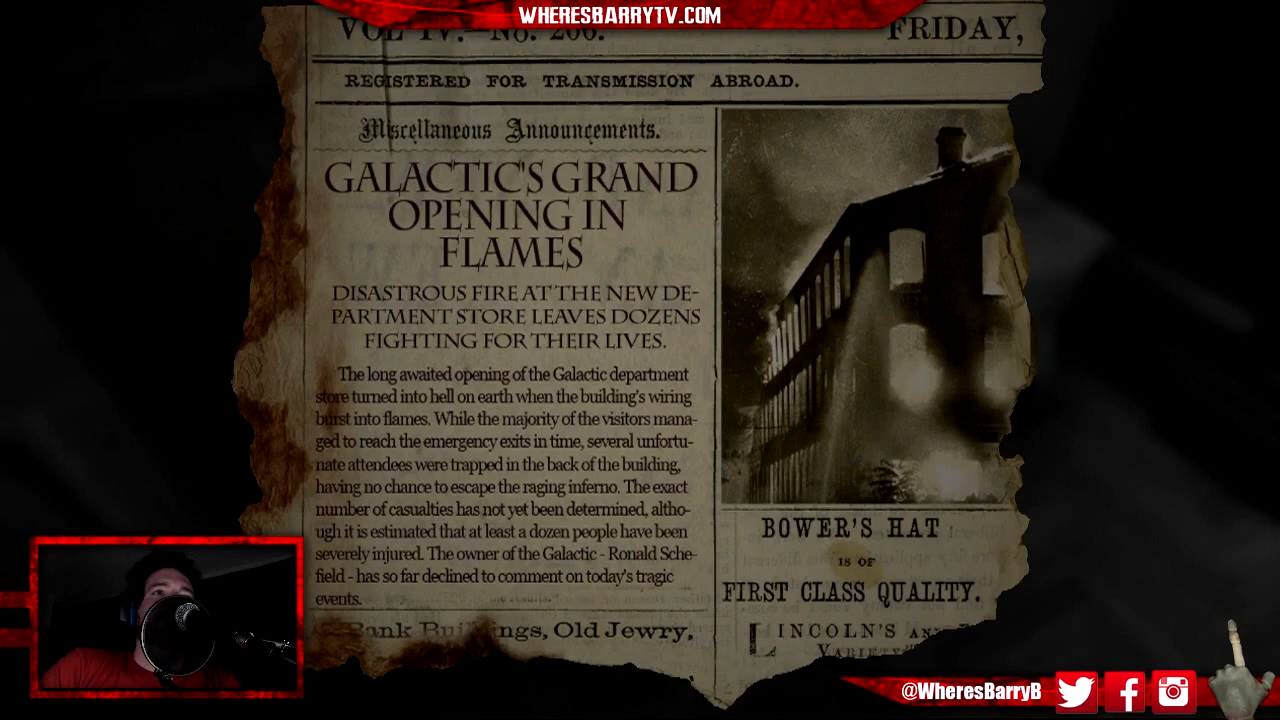 WHERESBARRYTV.COM
VOL IV.—No. 206.
FRIDAY,
REGISTERED FOR TRANSMISSION ABROAD.
Miscellaneous Announcements.
GALACTIC'S GRAND
OPENING IN
FLAMES
DISASTROUS FIRE AT THE NEW DE-
PARTMENT STORE LEAVES DOZENS
FIGHTING FOR THEIR LIVES.
The long awaited opening of the Galactic department
store turned into hell on earth when the building's wiring
burst into flames. While the majority of the visitors mana-
ged to reach the emergency exits in time, several unfortu-
nate attendees were trapped in the back of the building,
having no chance to escape the raging inferno. The exact
number of casualties has not yet been determined, altho-
ugh it is estimated that at least a dozen people have been
severely injured. The owner of the Galactic - Ronald Sche-
field - has so far declined to comment on today's tragic
events.
Bank Buildings, Old Jewry,
BOWER'S HAT
IS OF
FIRST CLASS QUALITY.
LINCOLN'S
@WheresBarryB